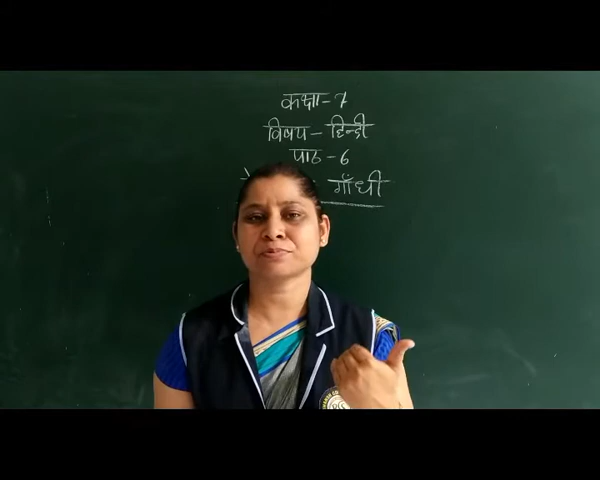 कक्षा - 7
विषय - हिन्दी
पाठ - 6
गाँधी